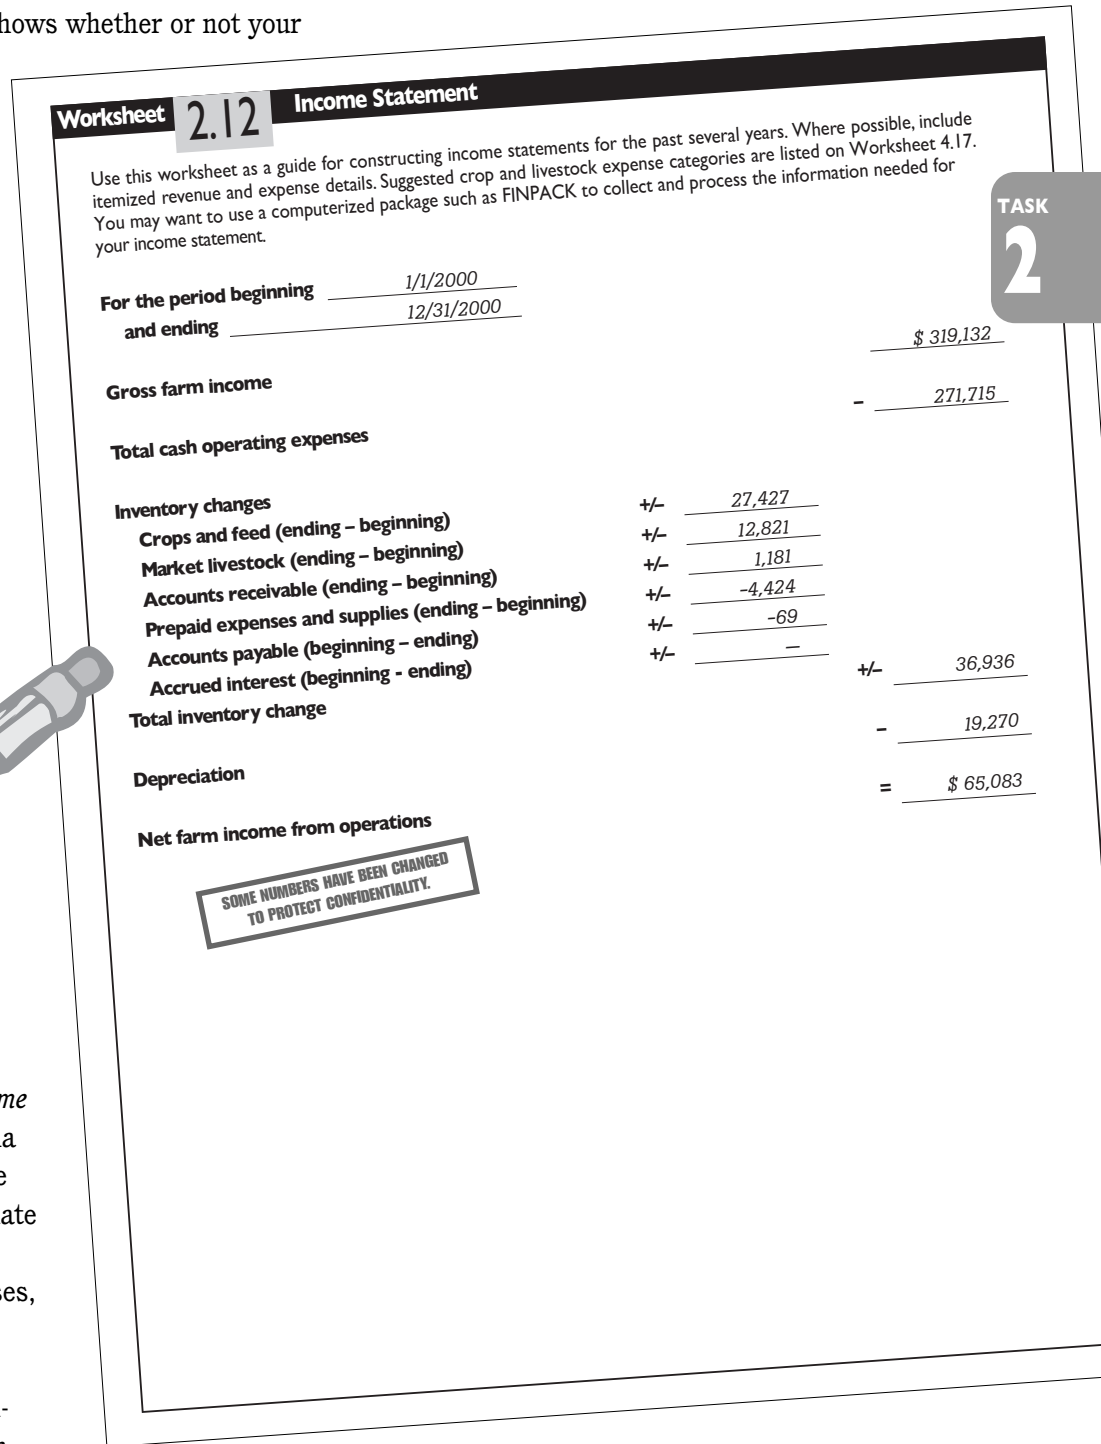 hows whether or not your
Worksheet 2.12 Income Statement
Use this worksheet as a guide for constructing income statements for the past several years. Where possible, include
itemized revenue and expense details. Suggested crop and livestock expense categories are listed on Worksheet 4.17.
You may want to use a computerized package such as FINPACK to collect and process the information needed for
your income statement.
TASK
2
For the period beginning 1/1/2000
and ending 12/31/2000
Gross farm income $ 319,132
Total cash operating expenses – 271,715
Inventory changes
Crops and feed (ending – beginning) +/– 27,427
Market livestock (ending – beginning) +/– 12,821
Accounts receivable (ending – beginning) +/– 1,181
Prepaid expenses and supplies (ending – beginning) +/– –4,424
Accounts payable (beginning – ending) +/– –69
Accrued interest (beginning - ending) +/– —
Total inventory change +/– 36,936
Depreciation – 19,270
Net farm income from operations = $ 65,083
SOME NUMBERS HAVE BEEN CHANGED
TO PROTECT CONFIDENTIALITY.
me
a
e
ate
ses,
-